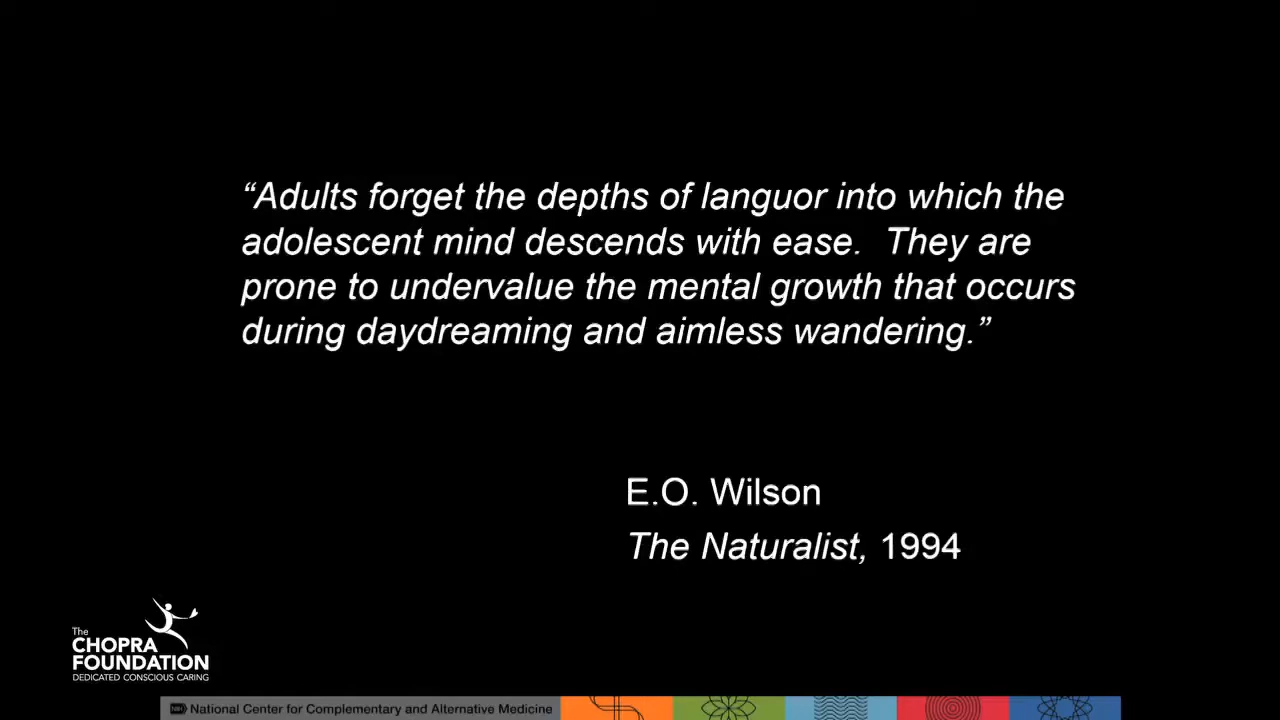 “Adults forget the depths of languor into which the
adolescent mind descends with ease.  They are
prone to undervalue the mental growth that occurs
during daydreaming and aimless wandering.”
E.O. Wilson
The Naturalist, 1994
The
CHOPRA
FOUNDATION
DEDICATED CONSCIOUS CARING
NIH National Center for Complementary and Alternative Medicine